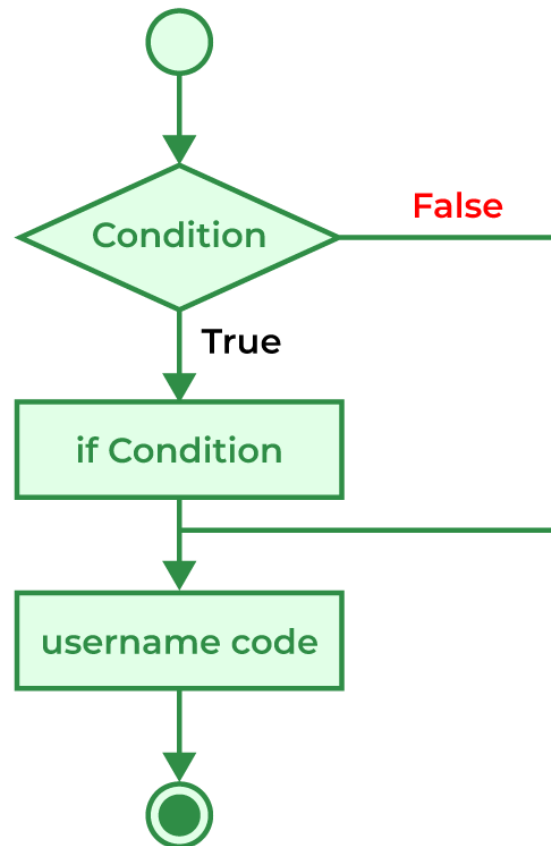 Condition
False
True
if Condition
username code